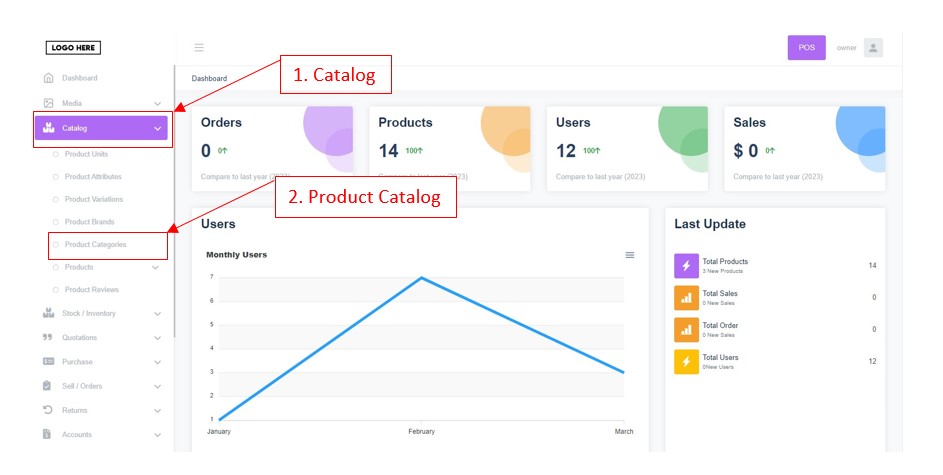 LOGO HERE
POS
owner
Dashboard
Dashboard
Media
Catalog
Product Units
Product Attributes
Product Variations
Product Brands
Product Categories
Products
Product Reviews
Stock / Inventory
Quotations
Purchase
Sell / Orders
Returns
Accounts
1. Catalog
2. Product Catalog
Orders
0 0↑
Compare to last year (2023)
Products
14 100↑
Compare to last year (2023)
Users
12 100↑
Compare to last year (2023)
Sales
$ 0 0↑
Compare to last year (2023)
Users
Monthly Users
7
6
5
4
3
2
1
January February March
Last Update
Total Products 14
3 New Products
Total Sales 0
0 New Sales
Total Order 0
0 New Sales
Total Users 12
0New Users